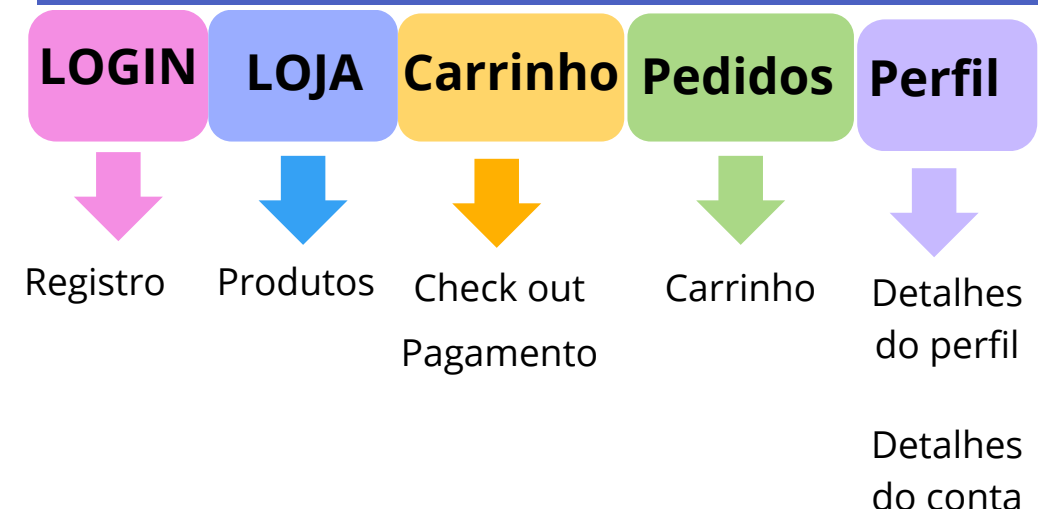 LOGIN
LOJA
Carrinho
Pedidos
Perfil
Registro
Produtos
Check out
Pagamento
Carrinho
Detalhes
do perfil
Detalhes
do conta